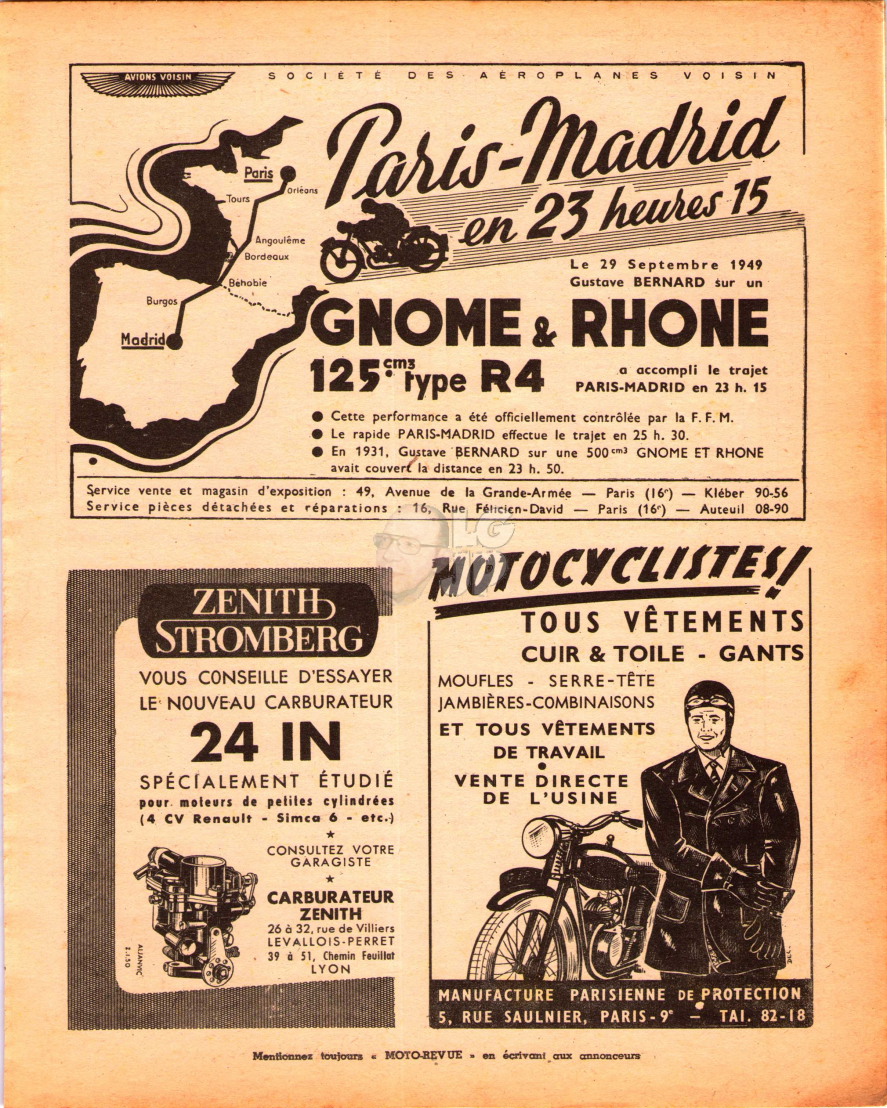 AVIONS VOISIN
SOCIÉTÉ DES AÉROPLANES VOISIN
Paris-Madrid
en 23 heures 15
Paris
Orléans
Tours
Angoulême
Bordeaux
Béhobie
Burgos
Madrid
Le 29 Septembre 1949
Gustave BERNARD sur un
GNOME & RHONE
125cm3 type R4
a accompli le trajet
PARIS-MADRID en 23 h. 15
● Cette performance a été officiellement contrôlée par la F. F. M.
● Le rapide PARIS-MADRID effectue le trajet en 25 h. 30.
● En 1931, Gustave BERNARD sur une 500cm3 GNOME ET RHONE
avait couvert la distance en 23 h. 50.
Service vente et magasin d'exposition : 49, Avenue de la Grande-Armée — Paris (16e) — Kléber 90-56
Service pièces détachées et réparations : 16, Rue Félicien-David — Paris (16e) — Auteuil 08-90
LG
ZENITH
STROMBERG
VOUS CONSEILLE D'ESSAYER
LE NOUVEAU CARBURATEUR
24 IN
SPÉCIALEMENT ÉTUDIÉ
pour moteurs de petites cylindrées
(4 CV Renault - Simca 6 - etc.)
CONSULTEZ VOTRE
GARAGISTE
CARBURATEUR
ZENITH
26 à 32, rue de Villiers
LEVALLOIS-PERRET
39 à 51, Chemin Feuillat
LYON
MOTOCYCLISTES!
TOUS VÊTEMENTS
CUIR & TOILE - GANTS
MOUFLES - SERRE-TÊTE
JAMBIÈRES-COMBINAISONS
ET TOUS VÊTEMENTS
DE TRAVAIL
VENTE DIRECTE
DE L'USINE
MANUFACTURE PARISIENNE DE PROTECTION
5, RUE SAULNIER, PARIS-9e — TAI. 82-18
Mentionnez toujours « MOTO-REVUE » en écrivant aux annonceurs